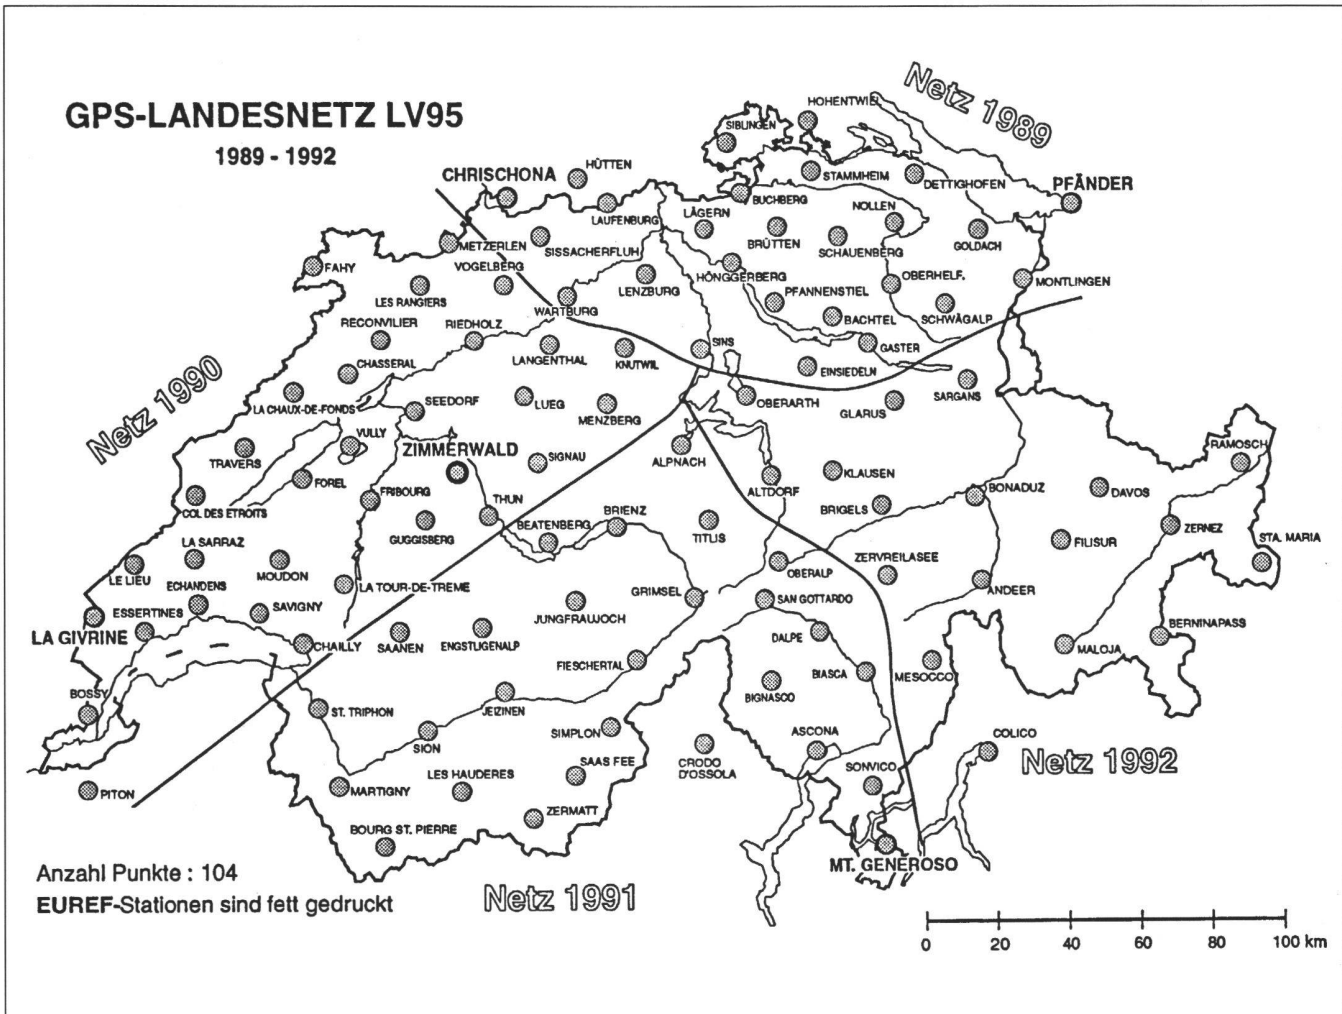 GPS-LANDESNETZ LV95
1989 - 1992
Netz 1989
HOHENTWIEL
SIBLINGEN
HÜTTEN
CHRISCHONA
STAMMHEIM
DETTIGHOFEN
PFÄNDER
BUCHBERG
LAUFENBURG
LÄGERN
NOLLEN
METZERLEN
SISSACHERFLUH
BRÜTTEN
SCHAUENBERG
GOLDACH
FAHY
VOGELBERG
HÖNGGERBERG
OBERHELF.
MONTLINGEN
LES RANGIERS
LENZBURG
PFANNENSTIEL
SCHWÄGALP
WARTBURG
BACHTEL
RECONVILIER
RIEDHOLZ
GASTER
SINS
LANGENTHAL
KNUTWIL
CHASSERAL
EINSIEDELN
Netz 1990
SARGANS
LA CHAUX-DE-FONDS
SEEDORF
LUEG
MENZBERG
OBERARTH
GLARUS
VULLY
ZIMMERWALD
RAMOSCH
TRAVERS
SIGNAU
ALPNACH
KLAUSEN
FOREL
FRIBOURG
ALTDORF
BONADUZ
DAVOS
COL DES ETROITS
THUN
BRIGELS
GUGGISBERG
BEATENBERG
BRIENZ
TITLIS
ZERNEZ
FILISUR
STA. MARIA
LA SARRAZ
ZERVREILASEE
LE LIEU
MOUDON
OBERALP
ECHANDENS
LA TOUR-DE-TREME
ANDEER
GRIMSEL
SAN GOTTARDO
ESSERTINES
SAVIGNY
JUNGFRAUJOCH
LA GIVRINE
CHAILLY
SAANEN
ENGSTLIGENALP
DALPE
BERNINAPASS
MALOJA
FIESCHERTAL
BIASCA
MESOCCO
BOSSY
BIGNASCO
ST. TRIPHON
JEIZINEN
SION
SIMPLON
ASCONA
COLICO
Netz 1992
CRODO
D'OSSOLA
SAAS FEE
LES HAUDERES
SONVICO
PITON
MARTIGNY
ZERMATT
BOURG ST. PIERRE
MT. GENEROSO
Anzahl Punkte : 104
EUREF-Stationen sind fett gedruckt
Netz 1991
0 20 40 60 80 100 km